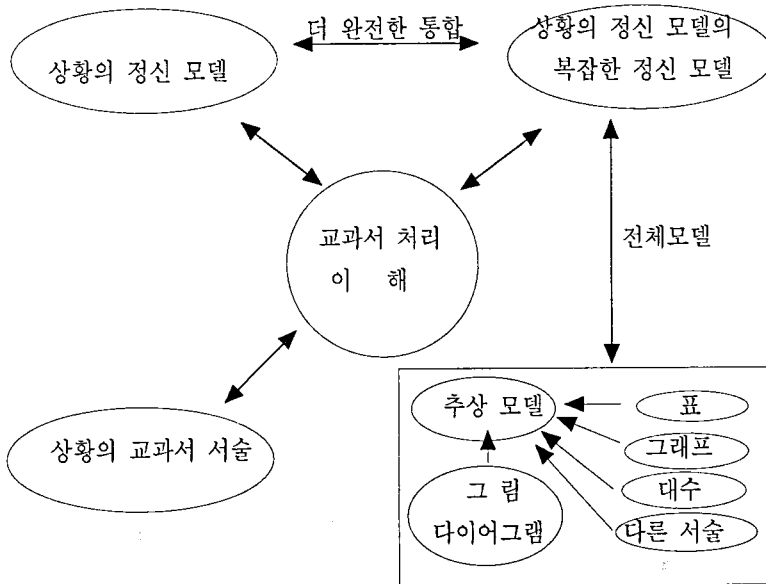 더 완전한 통합
상황의 정신 모델
상황의 정신 모델의
복잡한 정신 모델
교과서 처리
이 해
전체모델
상황의 교과서 서술
추상 모델
표
그래프
대수
다른 서술
그 림
다이어그램